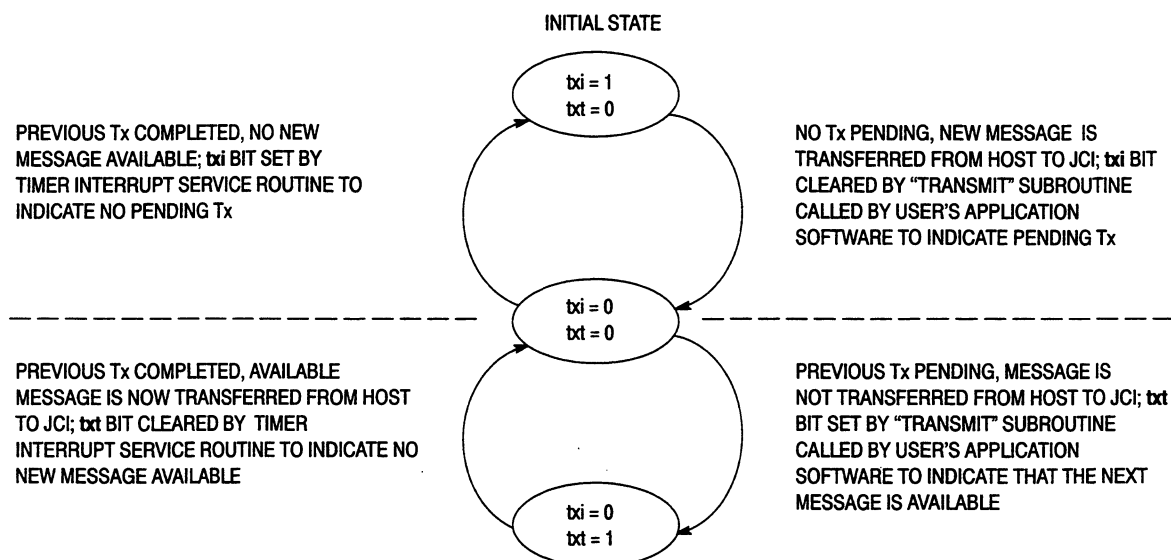 INITIAL STATE
txi = 1
txt = 0
PREVIOUS Tx COMPLETED, NO NEW
MESSAGE AVAILABLE; txi BIT SET BY
TIMER INTERRUPT SERVICE ROUTINE TO
INDICATE NO PENDING Tx
NO Tx PENDING, NEW MESSAGE IS
TRANSFERRED FROM HOST TO JCI; txi BIT
CLEARED BY “TRANSMIT” SUBROUTINE
CALLED BY USER'S APPLICATION
SOFTWARE TO INDICATE PENDING Tx
txi = 0
txt = 0
PREVIOUS Tx COMPLETED, AVAILABLE
MESSAGE IS NOW TRANSFERRED FROM HOST
TO JCI; txt BIT CLEARED BY TIMER
INTERRUPT SERVICE ROUTINE TO INDICATE NO
NEW MESSAGE AVAILABLE
PREVIOUS Tx PENDING, MESSAGE IS
NOT TRANSFERRED FROM HOST TO JCI; txt
BIT SET BY “TRANSMIT” SUBROUTINE
CALLED BY USER'S APPLICATION
SOFTWARE TO INDICATE THAT THE NEXT
MESSAGE IS AVAILABLE
txi = 0
txt = 1